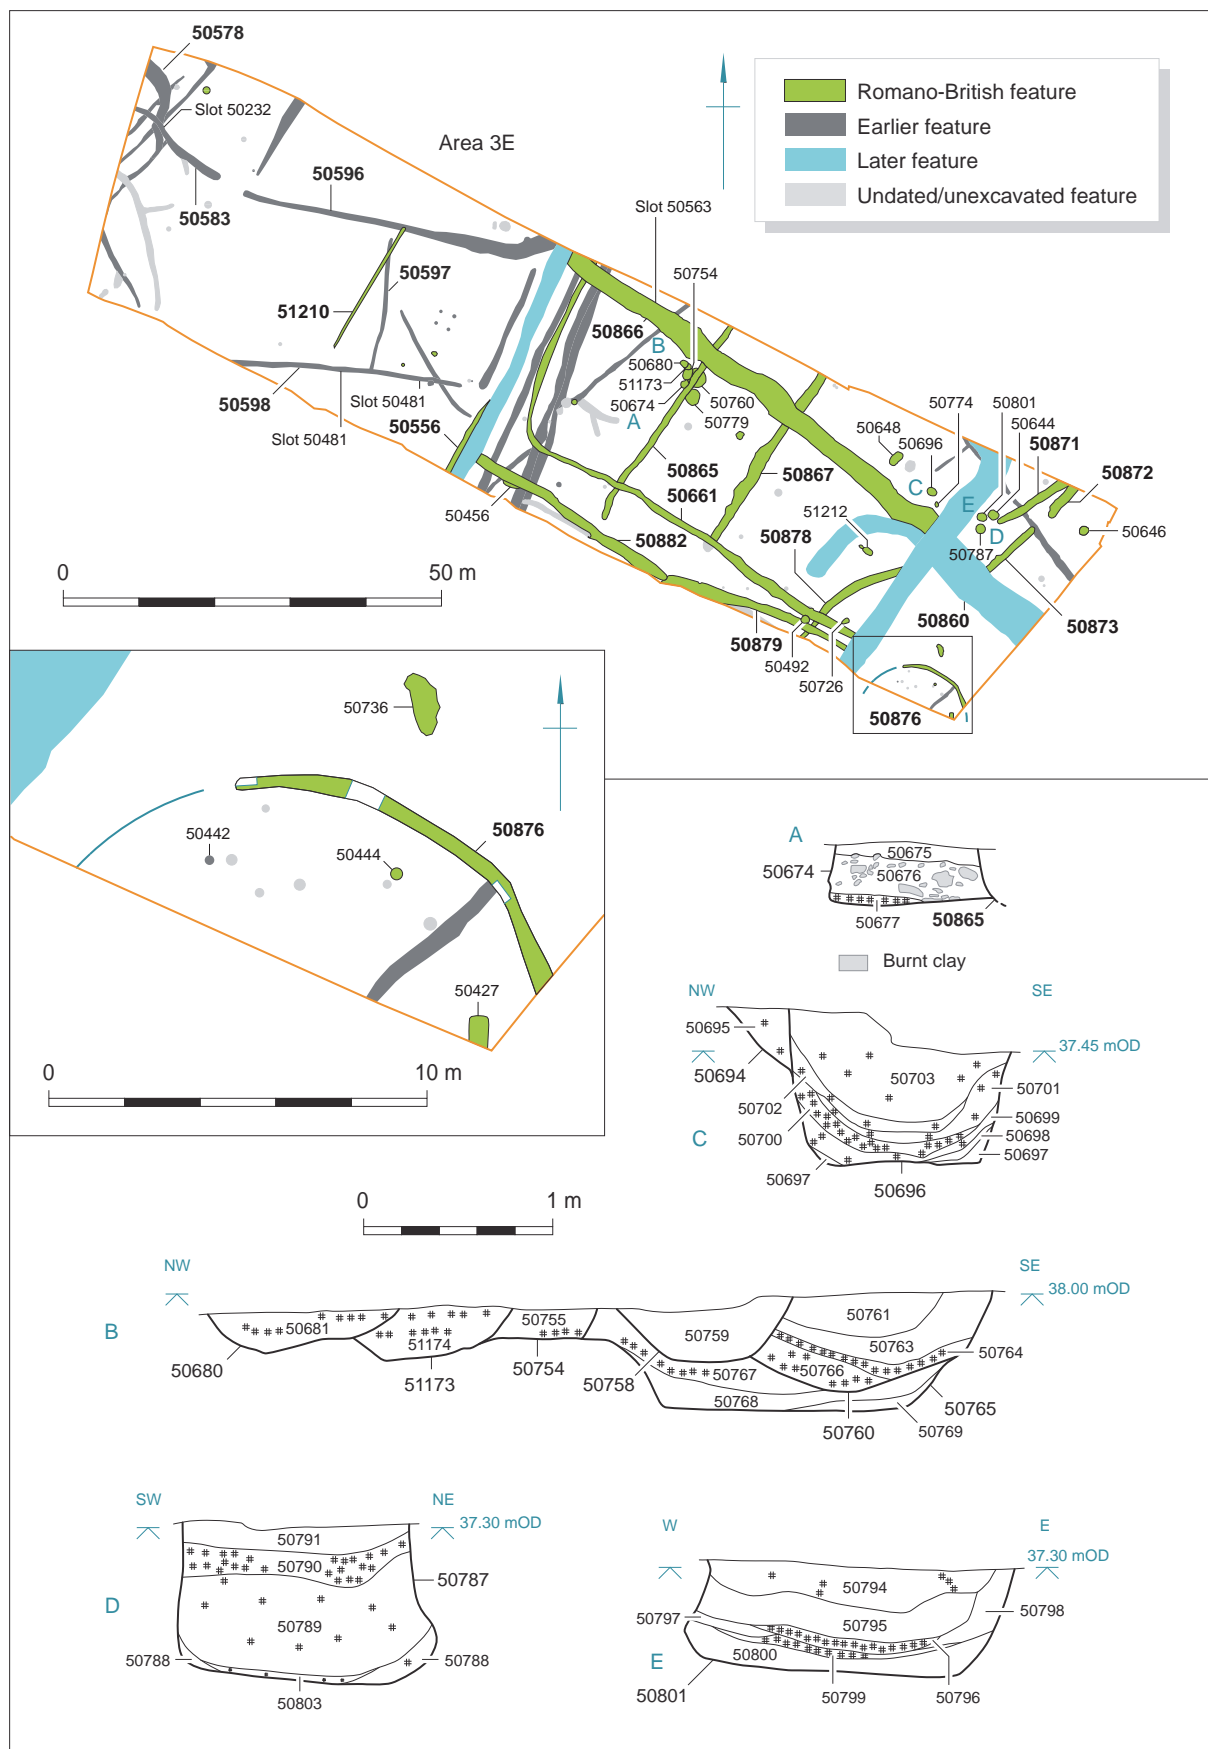 50578
Slot 50232
Area 3E
Romano-British feature
Earlier feature
Later feature
Undated/unexcavated feature
50596
Slot 50563
50583
50597
50754
51210
50866
B
50680
51173
50674
A
50760
50779
50774
50801
50648
50644
50871
50696
50872
C
E
D
50598
Slot 50481
Slot 50481
50556
50865
50867
50661
51212
50646
50456
50882
50878
50787
50860
50873
0
50 m
50879
50492
50726
50876
50736
50876
50442
50444
50427
0
10 m
A
50675
50674
50676
50677
50865
Burnt clay
NW
SE
50695
37.45 mOD
50694
50703
50701
50702
50699
50700
50698
C
50697
50697
50696
0
1 m
NW
SE
38.00 mOD
B
50681
50755
50761
50759
51174
50763
50764
50680
50754
50766
50767
51173
50758
50768
50765
50760
50769
SW
NE
37.30 mOD
50791
50790
50787
D
50789
50788
50788
50803
W
E
37.30 mOD
50794
50797
50798
50795
50800
E
50801
50799
50796